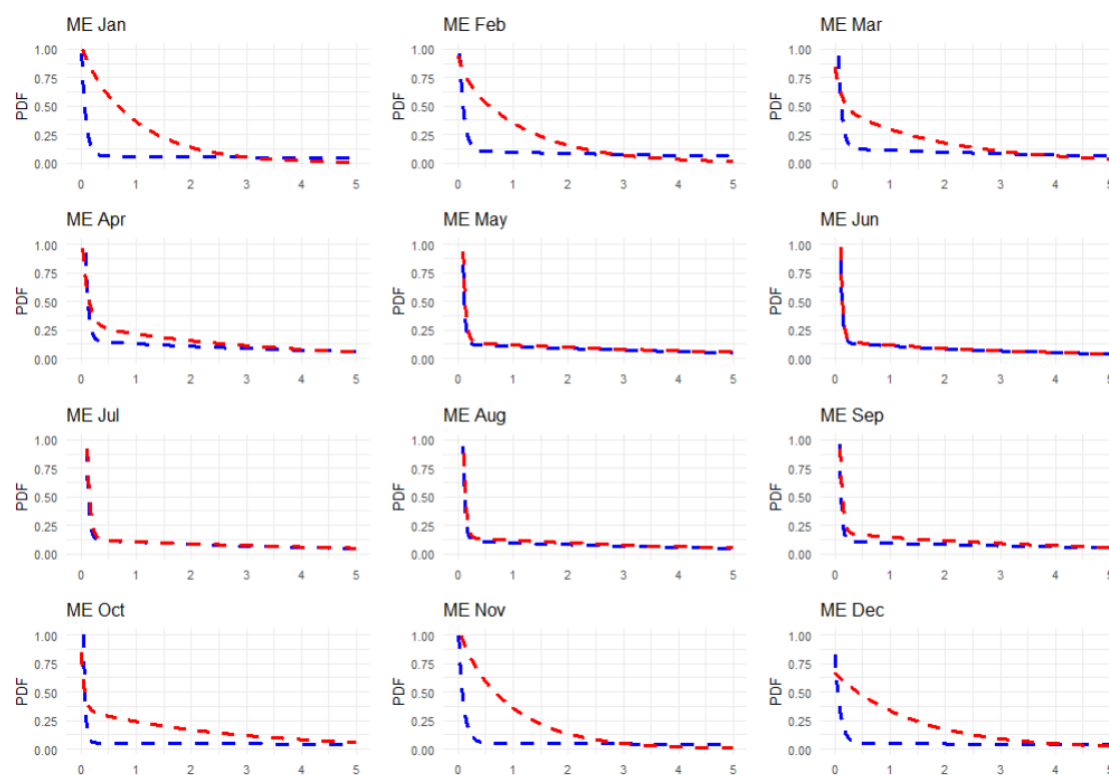 ME Jan ME Feb ME Mar
1.00 1.00 1.00
0.75 0.75 0.75
PDF 0.50 PDF 0.50 PDF 0.50
0.25 0.25 0.25
0.00 0.00 0.00
0 1 2 3 4 5 0 1 2 3 4 5 0 1 2 3 4 5
ME Apr ME May ME Jun
1.00 1.00 1.00
0.75 0.75 0.75
PDF 0.50 PDF 0.50 PDF 0.50
0.25 0.25 0.25
0.00 0.00 0.00
0 1 2 3 4 5 0 1 2 3 4 5 0 1 2 3 4 5
ME Jul ME Aug ME Sep
1.00 1.00 1.00
0.75 0.75 0.75
PDF 0.50 PDF 0.50 PDF 0.50
0.25 0.25 0.25
0.00 0.00 0.00
0 1 2 3 4 5 0 1 2 3 4 5 0 1 2 3 4 5
ME Oct ME Nov ME Dec
1.00 1.00 1.00
0.75 0.75 0.75
PDF 0.50 PDF 0.50 PDF 0.50
0.25 0.25 0.25
0.00 0.00 0.00
0 1 2 3 4 5 0 1 2 3 4 5 0 1 2 3 4 5